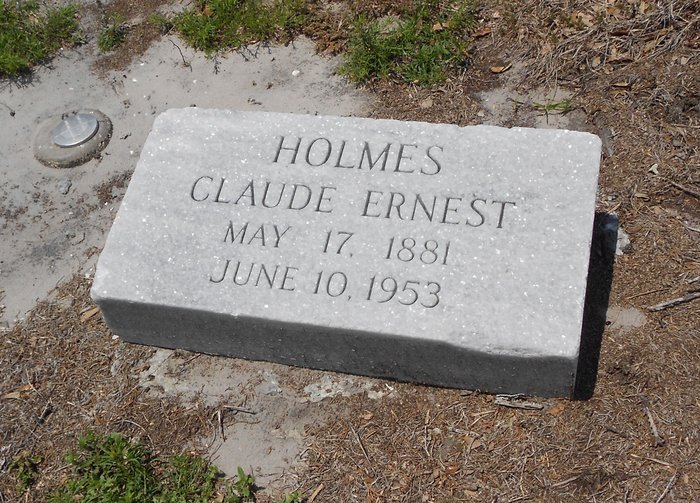 HOLMES
CLAUDE ERNEST
MAY 17, 1881
JUNE 10, 1953